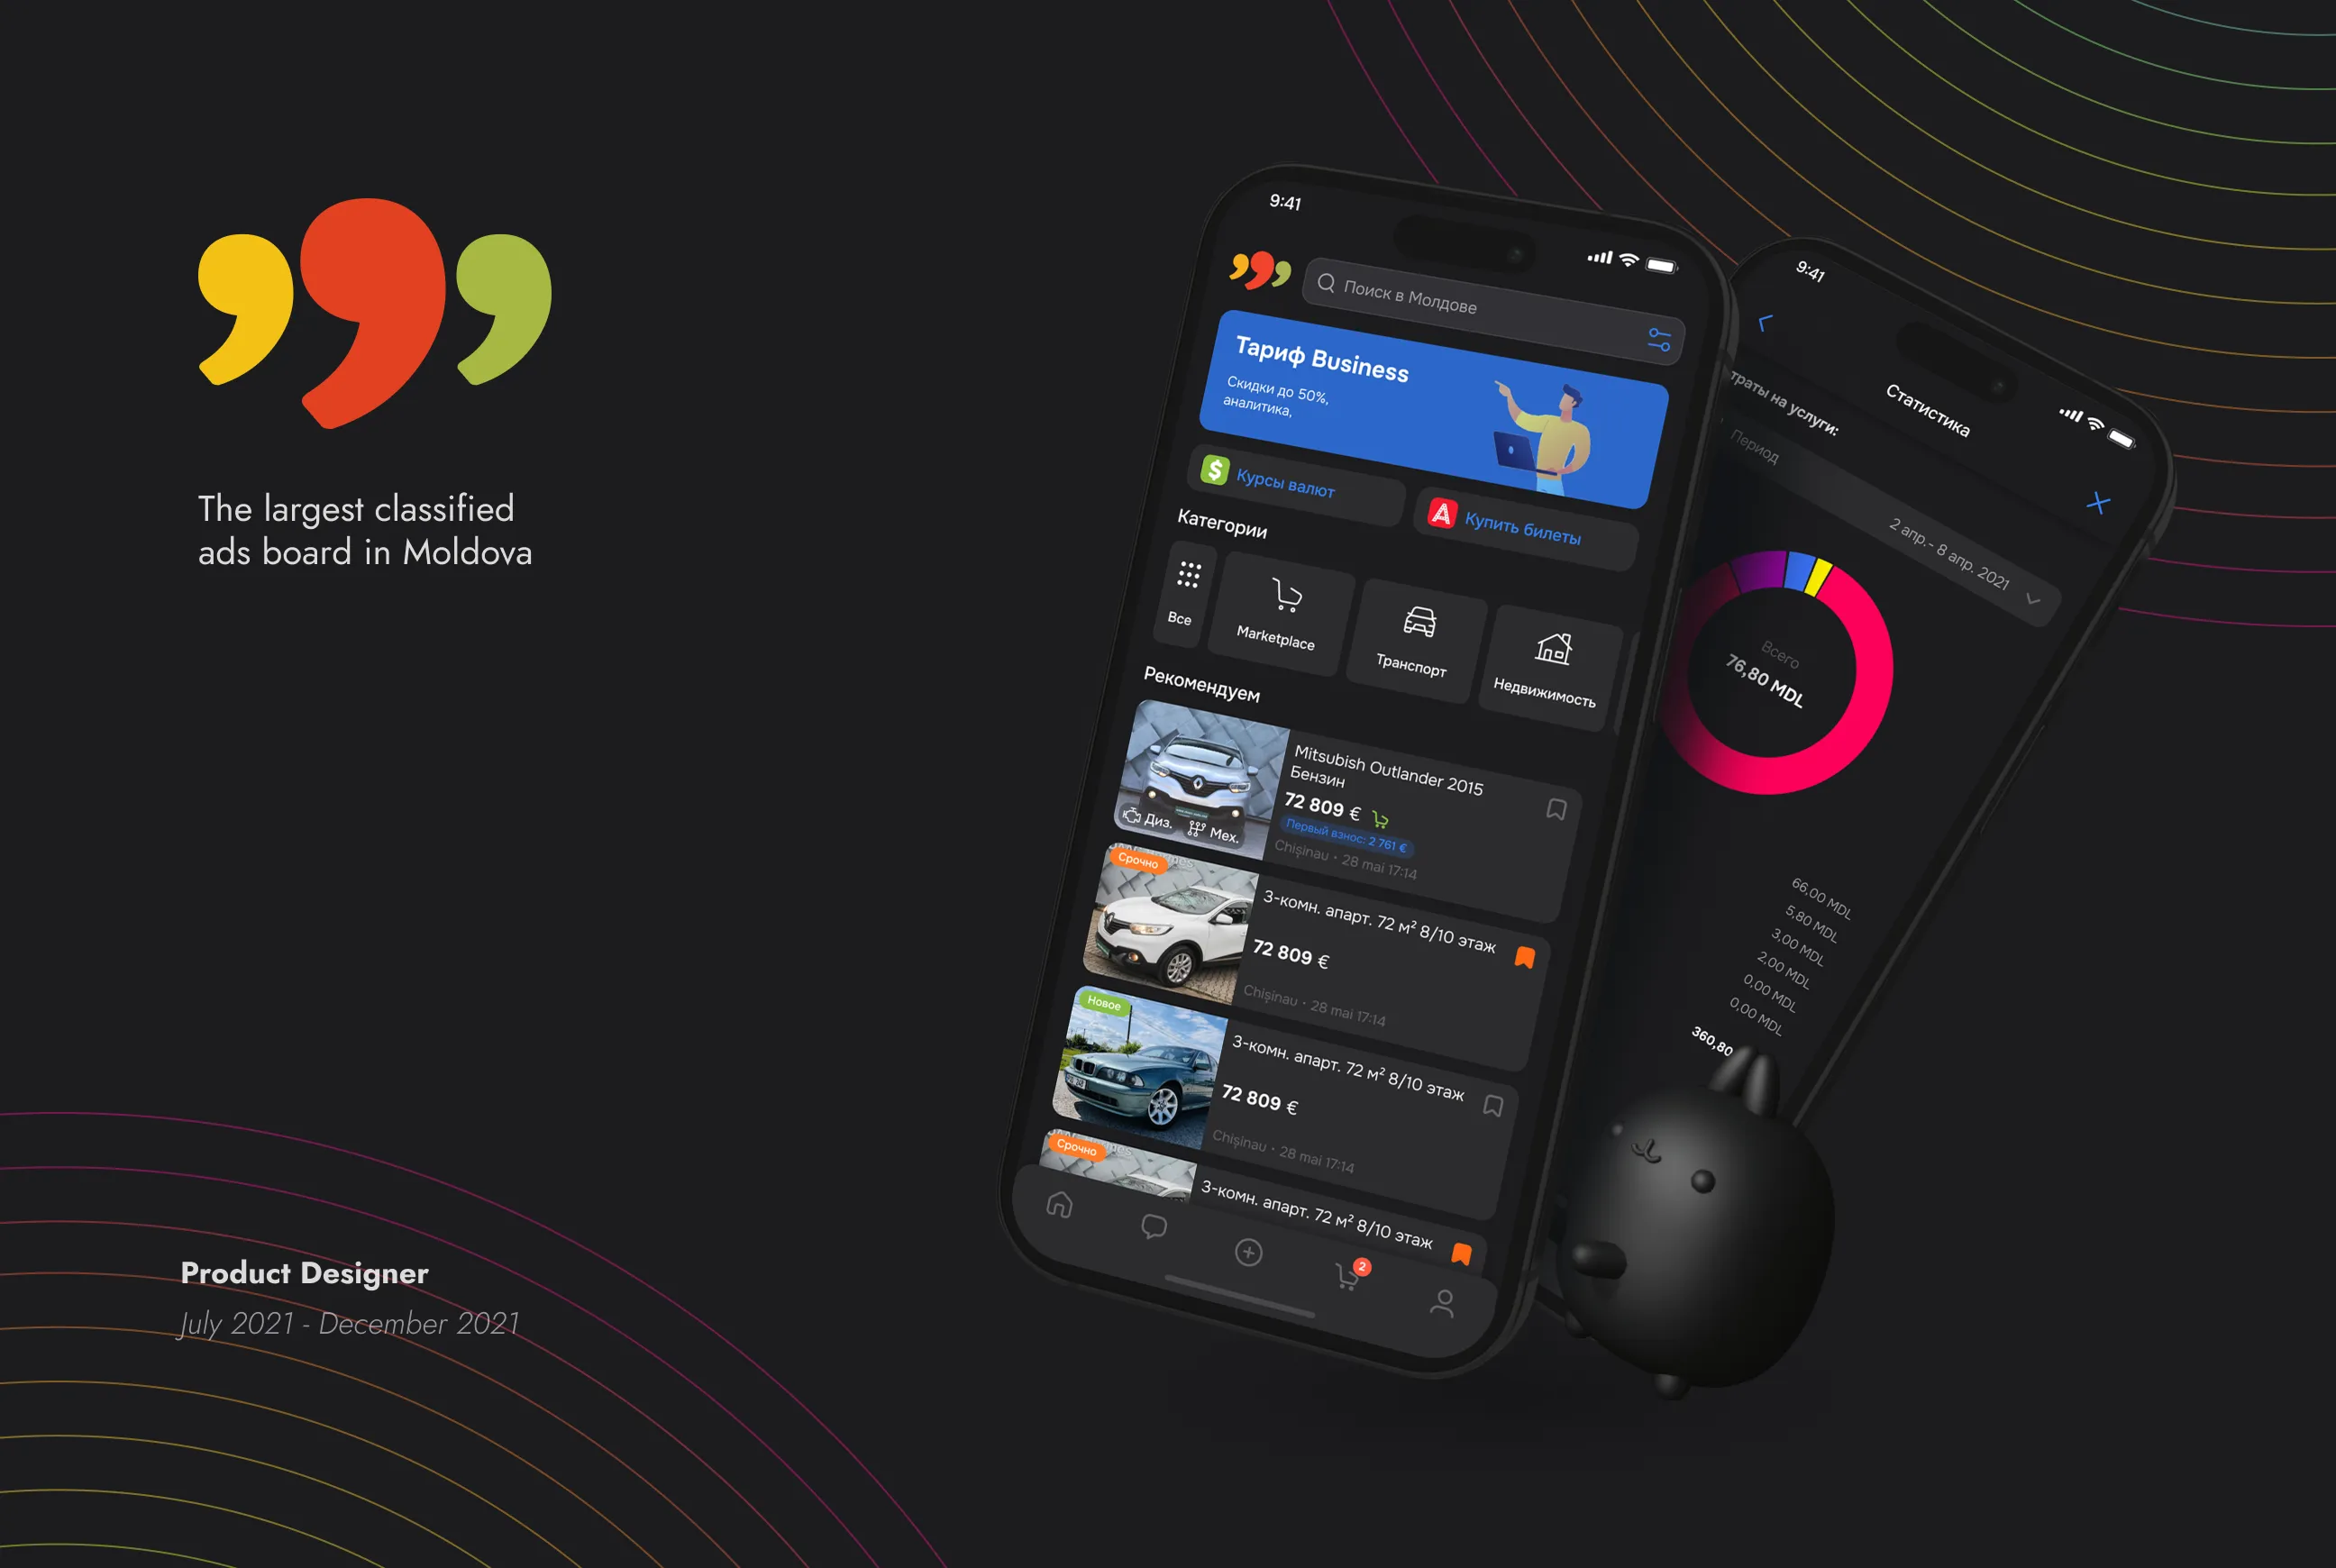 The largest classified
ads board in Moldova
Product Designer
July 2021 - December 2021
9:41
Поиск в Молдове
Тариф Business
Скидки до 50%,
аналитика,
Курсы валют
Купить билеты
Категории
Все
Marketplace
Транспорт
Недвижимость
Рекомендуем
Mitsubish Outlander 2015
Бензин
72 809 €
Первый взнос: 2 761 €
Chișinau • 28 mai 17:14
Диз.
Мех.
Срочно
3-комн. апарт. 72 м² 8/10 этаж
72 809 €
Chișinau • 28 mai 17:14
Новое
3-комн. апарт. 72 м² 8/10 этаж
72 809 €
Chișinau • 28 mai 17:14
Срочно
3-комн. апарт. 72 м² 8/10 этаж
2
9:41
Статистика
траты на услуги:
Период
2 апр.- 8 апр. 2021
Всего
76,80 MDL
66,00 MDL
5,80 MDL
3,00 MDL
2,00 MDL
0,00 MDL
0,00 MDL
360,80